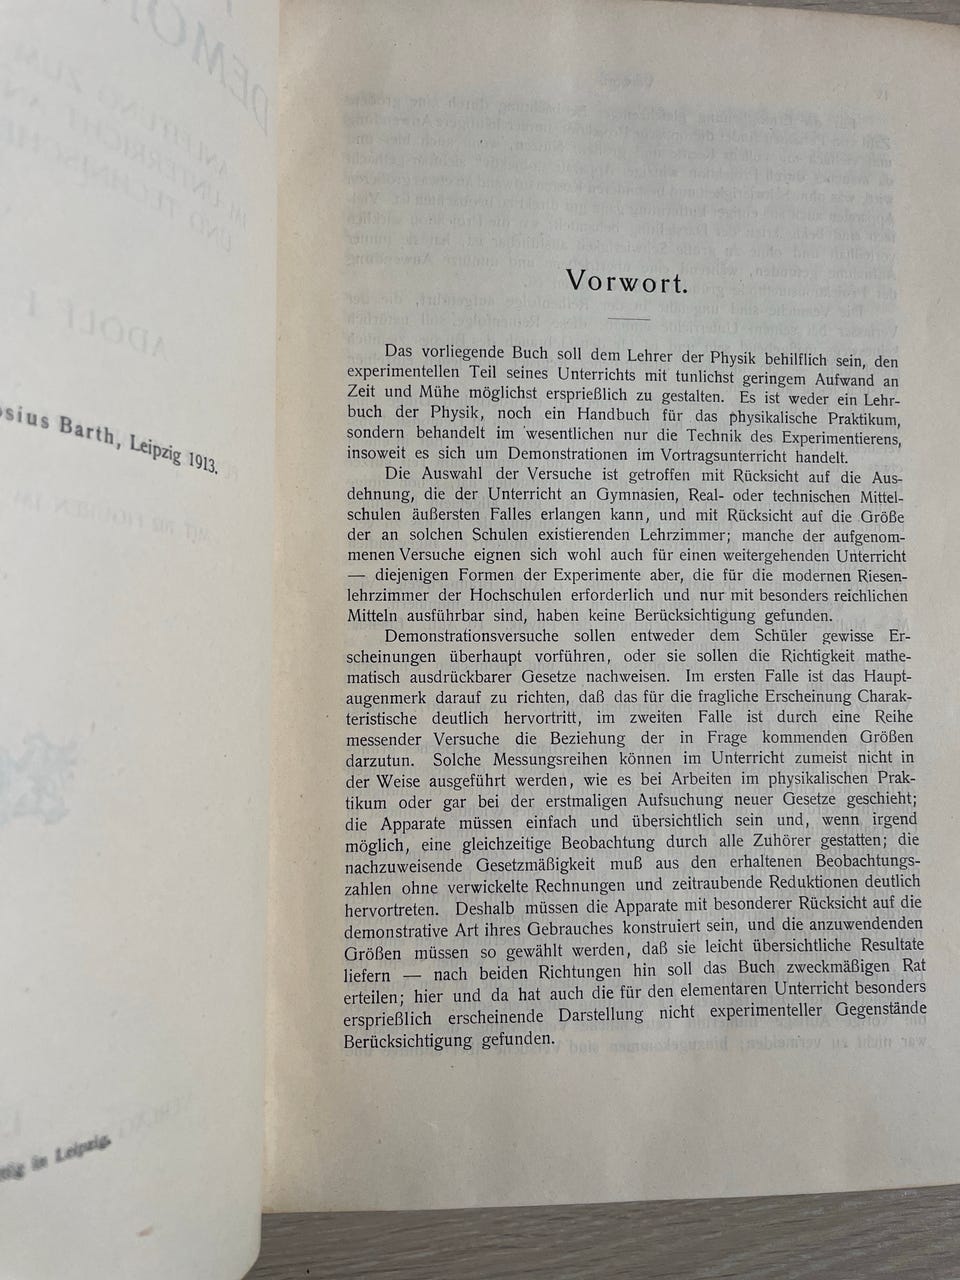 sius Barth, Leipzig 1913.
in Leipzig.
Vorwort.
Das vorliegende Buch soll dem Lehrer der Physik behilflich sein, den
experimentellen Teil seines Unterrichts mit tunlichst geringem Aufwand an
Zeit und Mühe möglichst ersprießlich zu gestalten. Es ist weder ein Lehr-
buch der Physik, noch ein Handbuch für das physikalische Praktikum,
sondern behandelt im wesentlichen nur die Technik des Experimentierens,
insoweit es sich um Demonstrationen im Vortragsunterricht handelt.
Die Auswahl der Versuche ist getroffen mit Rücksicht auf die Aus-
dehnung, die der Unterricht an Gymnasien, Real- oder technischen Mittel-
schulen äußersten Falles erlangen kann, und mit Rücksicht auf die Größe
der an solchen Schulen existierenden Lehrzimmer; manche der aufgenom-
menen Versuche eignen sich wohl auch für einen weitergehenden Unterricht
— diejenigen Formen der Experimente aber, die für die modernen Riesen-
lehrzimmer der Hochschulen erforderlich und nur mit besonders reichlichen
Mitteln ausführbar sind, haben keine Berücksichtigung gefunden.
Demonstrationsversuche sollen entweder dem Schüler gewisse Er-
scheinungen überhaupt vorführen, oder sie sollen die Richtigkeit mathe-
matisch ausdrückbarer Gesetze nachweisen. Im ersten Falle ist das Haupt-
augenmerk darauf zu richten, daß das für die fragliche Erscheinung Charak-
teristische deutlich hervortritt, im zweiten Falle ist durch eine Reihe
messender Versuche die Beziehung der in Frage kommenden Größen
darzutun. Solche Messungsreihen können im Unterricht zumeist nicht in
der Weise ausgeführt werden, wie es bei Arbeiten im physikalischen Prak-
tikum oder gar bei der erstmaligen Aufsuchung neuer Gesetze geschieht;
die Apparate müssen einfach und übersichtlich sein und, wenn irgend
möglich, eine gleichzeitige Beobachtung durch alle Zuhörer gestatten; die
nachzuweisende Gesetzmäßigkeit muß aus den erhaltenen Beobachtungs-
zahlen ohne verwickelte Rechnungen und zeitraubende Reduktionen deutlich
hervortreten. Deshalb müssen die Apparate mit besonderer Rücksicht auf die
demonstrative Art ihres Gebrauches konstruiert sein, und die anzuwendenden
Größen müssen so gewählt werden, daß sie leicht übersichtliche Resultate
liefern — nach beiden Richtungen hin soll das Buch zweckmäßigen Rat
erteilen; hier und da hat auch die für den elementaren Unterricht besonders
ersprießlich erscheinende Darstellung nicht experimenteller Gegenstände
Berücksichtigung gefunden.